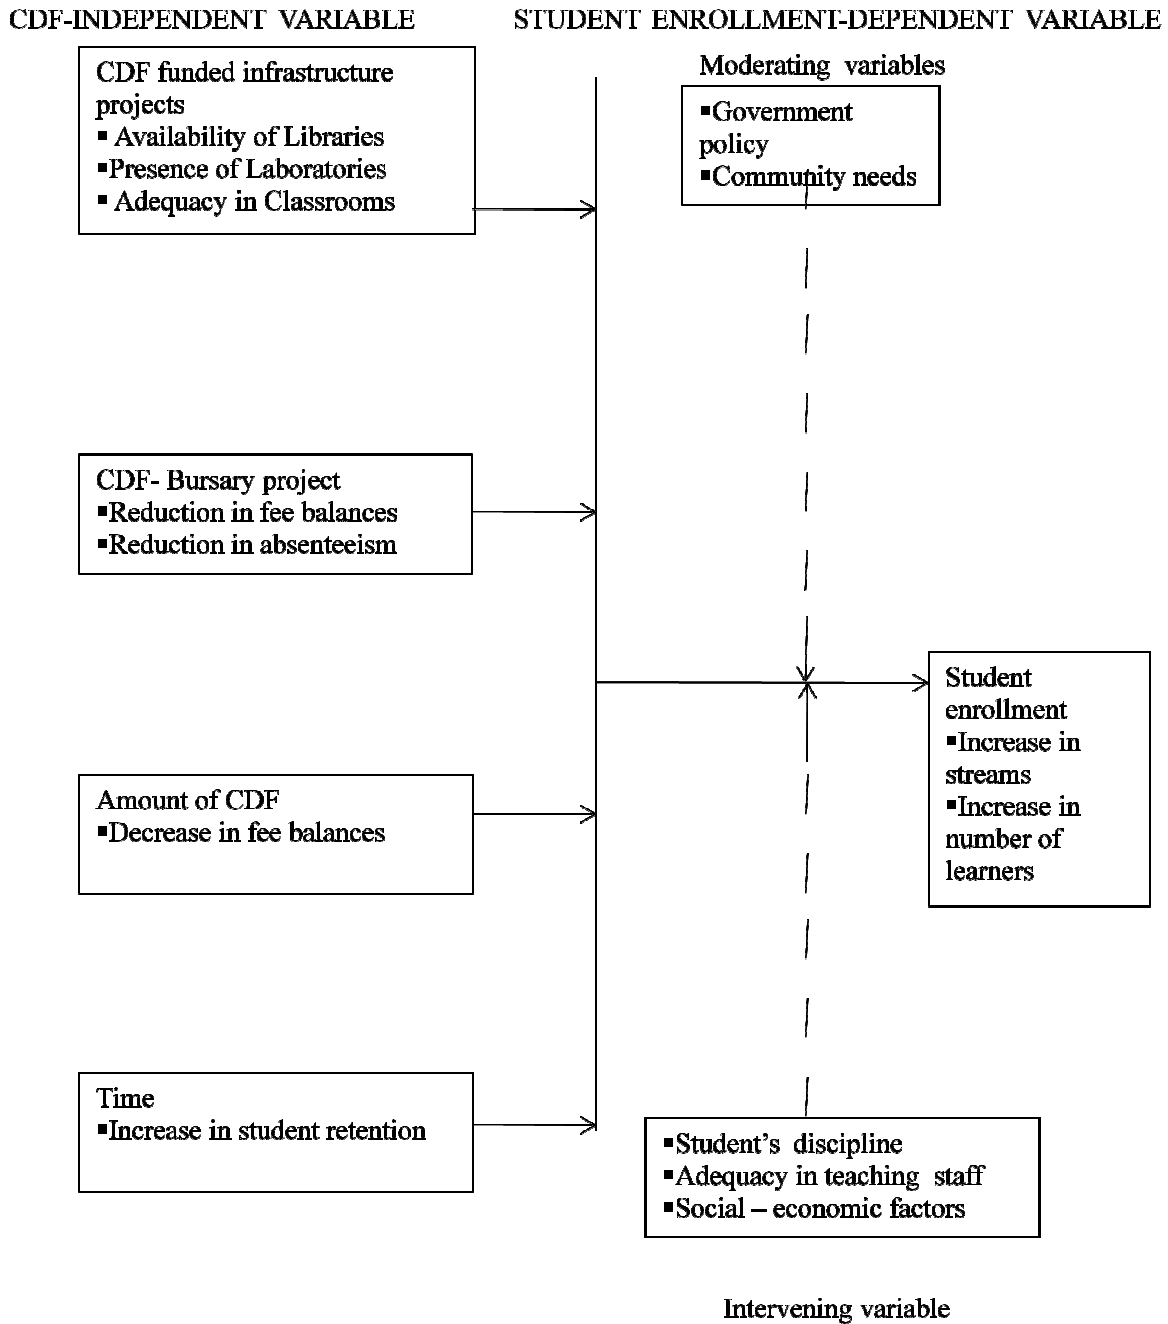 CDF-INDEPENDENT VARIABLE
STUDENT ENROLLMENT-DEPENDENT VARIABLE
CDF funded infrastructure
projects
▪ Availability of Libraries
▪Presence of Laboratories
▪ Adequacy in Classrooms
Moderating variables
▪Government
policy
▪Community needs
CDF- Bursary project
▪Reduction in fee balances
▪Reduction in absenteeism
Amount of CDF
▪Decrease in fee balances
Student
enrollment
▪Increase in
streams
▪Increase in
number of
learners
Time
▪Increase in student retention
▪Student’s discipline
▪Adequacy in teaching staff
▪Social – economic factors
Intervening variable